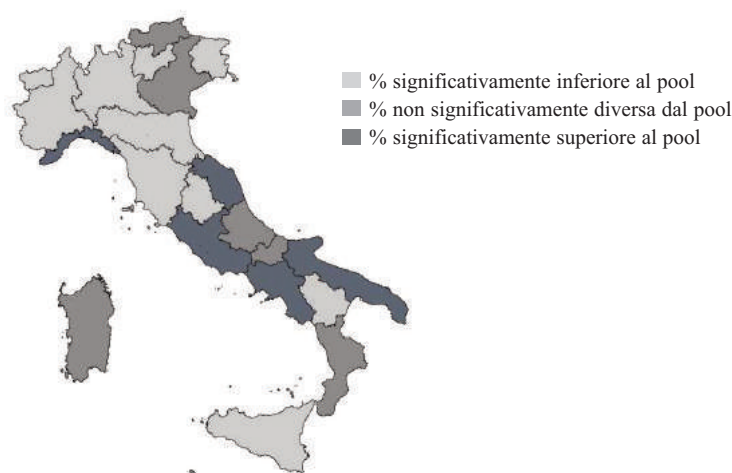 % significativamente inferiore al pool
% non significativamente diversa dal pool
% significativamente superiore al pool